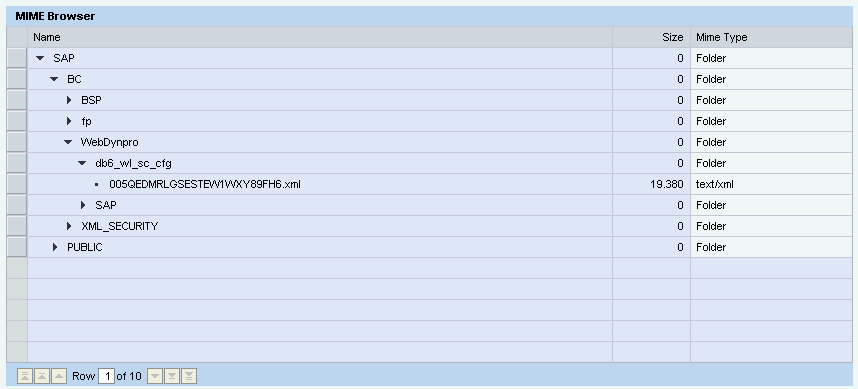 MIME Browser
Name Size Mime Type
SAP 0 Folder
BC 0 Folder
BSP 0 Folder
fp 0 Folder
WebDynpro 0 Folder
db6_wl_sc_cfg 0 Folder
005QEDMRLGSESTEW1WXY89FH6.xml 19.380 text/xml
SAP 0 Folder
XML_SECURITY 0 Folder
PUBLIC 0 Folder
Row 1 of 10